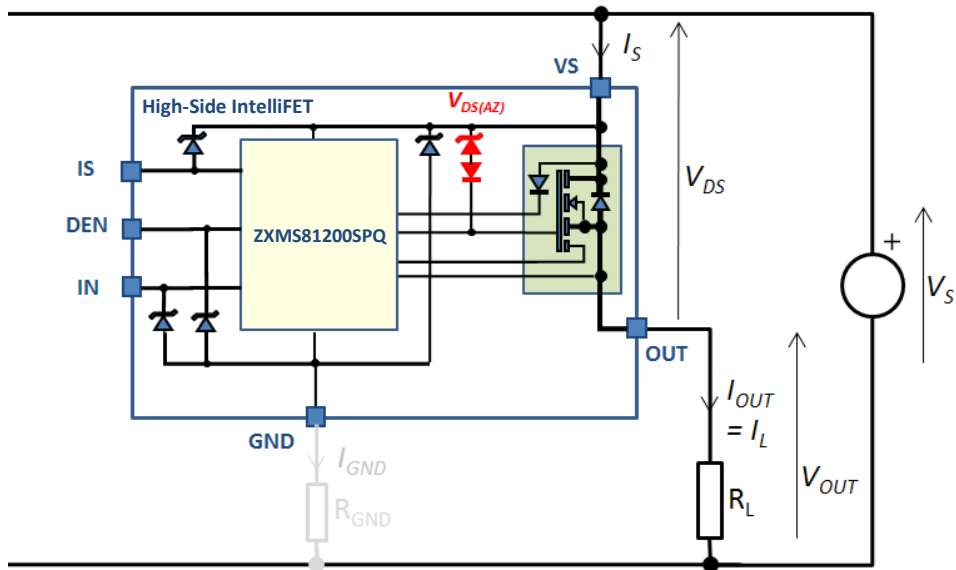 I_S
VS
High-Side IntelliFET
V_DS(AZ)
IS
DEN
IN
ZXMS81200SPQ
V_DS
+
V_S
OUT
I_OUT
= I_L
V_OUT
GND
I_GND
R_GND
R_L